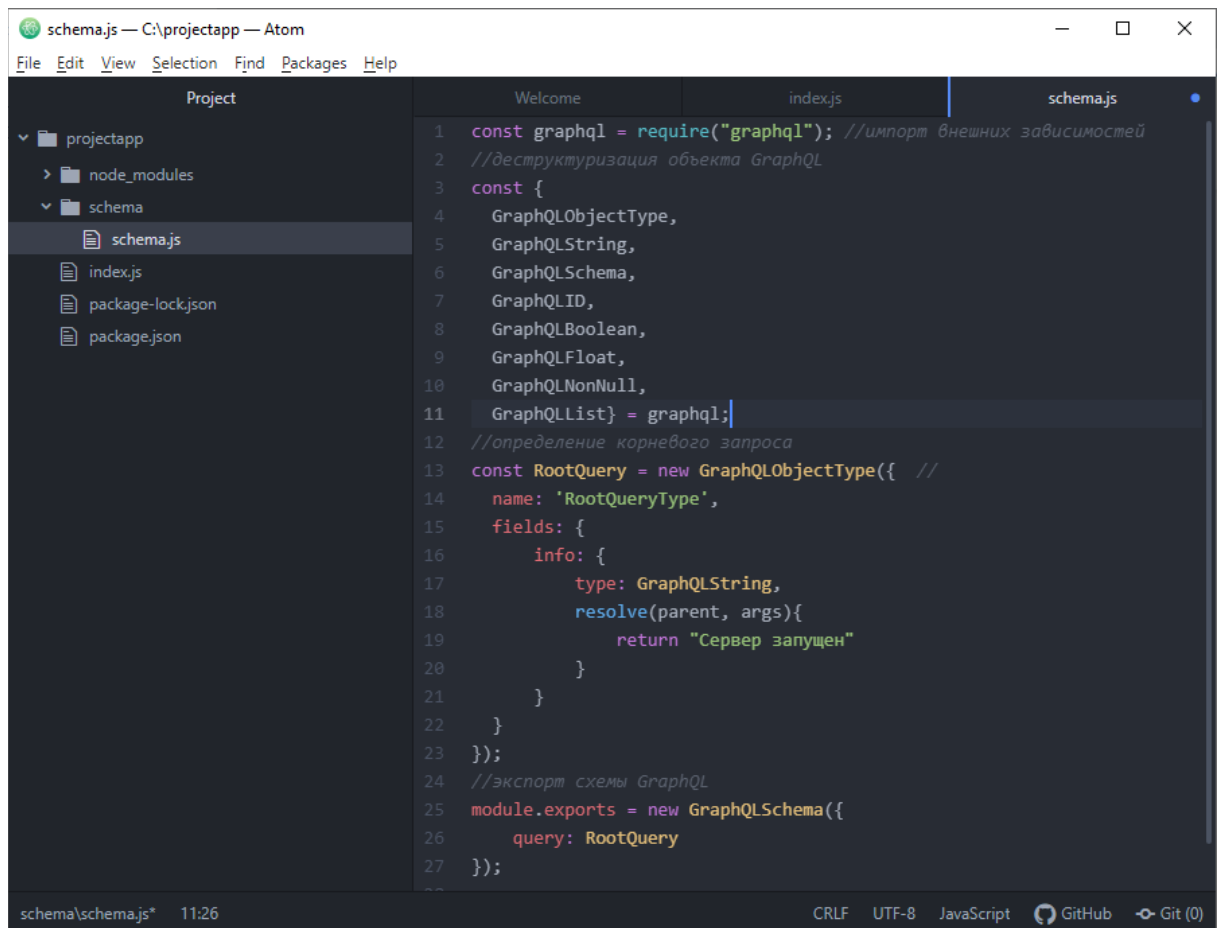 schema.js — C:\projectapp — Atom
File Edit View Selection Find Packages Help
Project
projectapp
node_modules
schema
schema.js
index.js
package-lock.json
package.json
Welcome index.js schema.js
1 const graphql = require("graphql"); //импорт внешних зависимостей
2 //деструктуризация объекта GraphQL
3 const {
4 GraphQLObjectType,
5 GraphQLString,
6 GraphQLSchema,
7 GraphQLID,
8 GraphQLBoolean,
9 GraphQLFloat,
10 GraphQLNonNull,
11 GraphQLList} = graphql;
12 //определение корневого запроса
13 const RootQuery = new GraphQLObjectType({ //
14 name: 'RootQueryType',
15 fields: {
16 info: {
17 type: GraphQLString,
18 resolve(parent, args){
19 return "Сервер запущен"
20 }
21 }
22 }
23 });
24 //экспорт схемы GraphQL
25 module.exports = new GraphQLSchema({
26 query: RootQuery
27 });
schema\schema.js* 11:26 CRLF UTF-8 JavaScript GitHub Git (0)